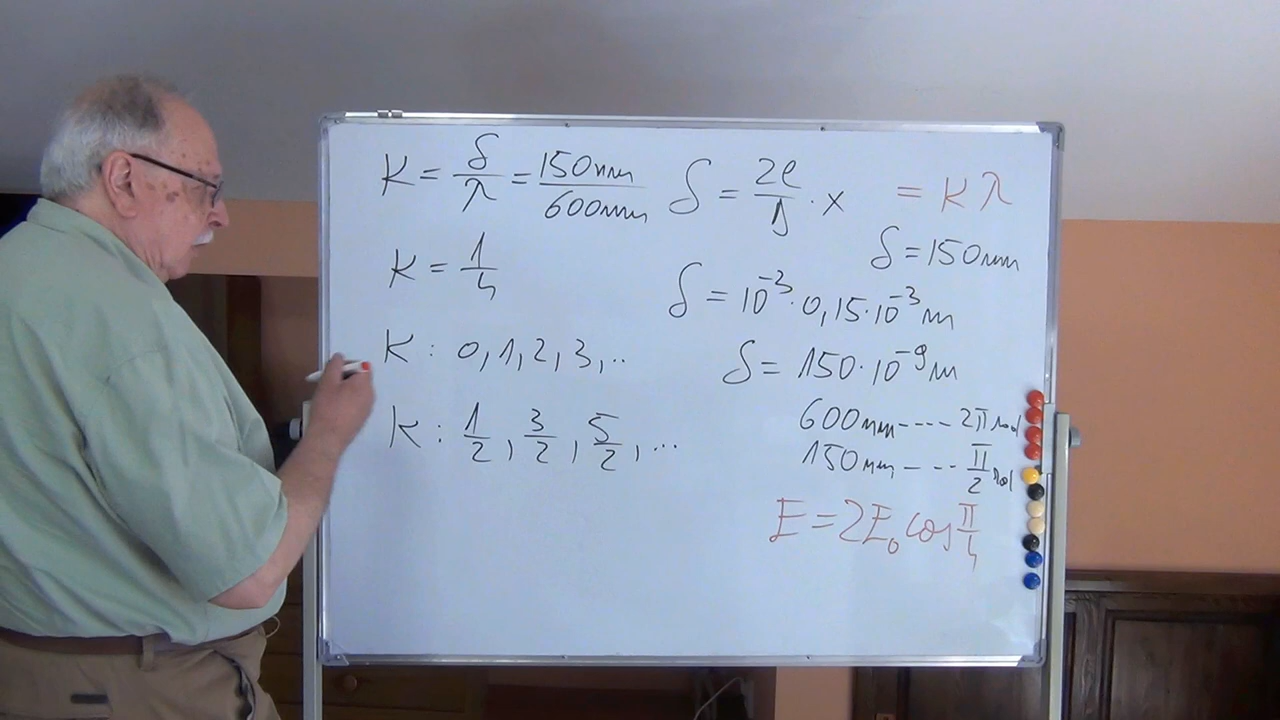 K = δ/λ = 150nm/600nm
K = 1/4
K : 0, 1, 2, 3, ..
K : 1/2, 3/2, 5/2, ...
δ = 2l/D · x = K λ
δ = 150nm
δ = 10⁻³ · 0,15 · 10⁻³ m
δ = 150 · 10⁻⁹ m
600nm ---- 2π rad
150nm --- π/2 rad
E = 2E₀ cos π/4